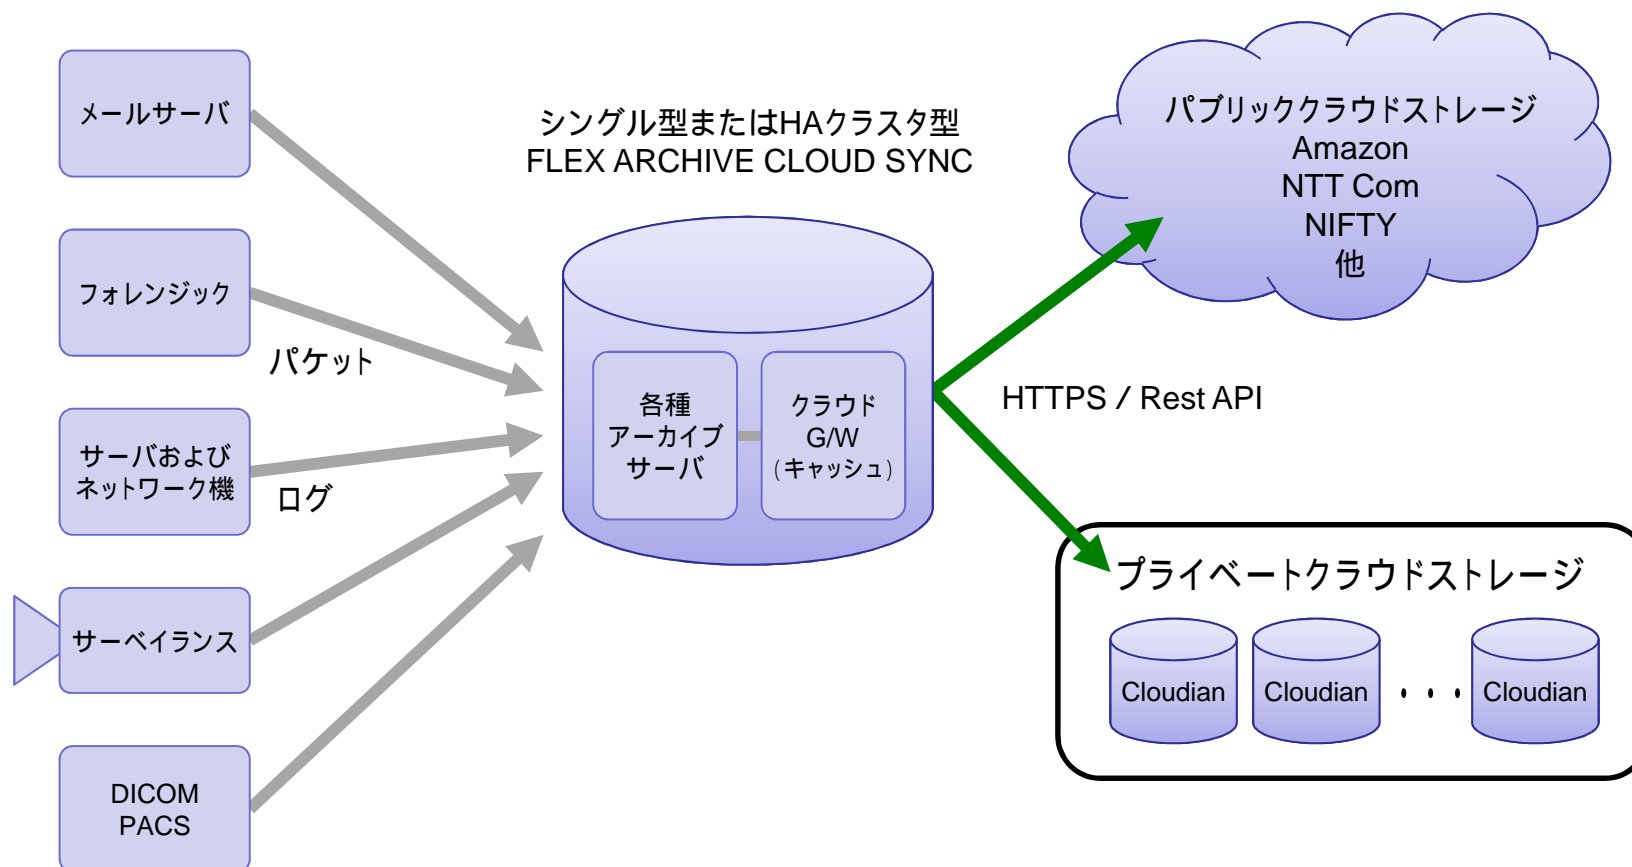 メールサーバ
フォレンジック
パケット
サーバおよび
ネットワーク機
ログ
サーベイランス
DICOM
PACS
シングル型またはHAクラスタ型
FLEX ARCHIVE CLOUD SYNC
各種
アーカイブ
サーバ
クラウド
G/W
(キャッシュ)
HTTPS / Rest API
パブリッククラウドストレージ
Amazon
NTT Com
NIFTY
他
プライベートクラウドストレージ
Cloudian
Cloudian
・・・
Cloudian